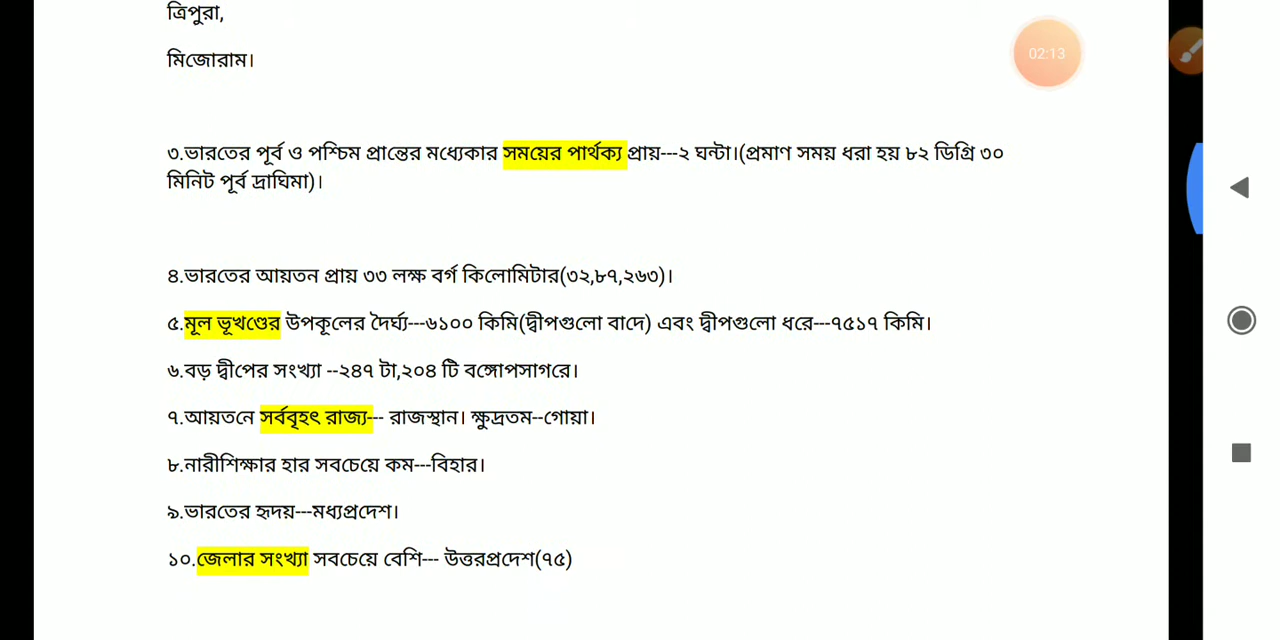 ত্রিপুরা,
মিজোরাম।
02:13
৩.ভারতের পূর্ব ও পশ্চিম প্রান্তের মধ্যেকার সময়ের পার্থক্য প্রায়---২ ঘন্টা।(প্রমাণ সময় ধরা হয় ৮২ ডিগ্রি ৩০
মিনিট পূর্ব দ্রাঘিমা)।
৪.ভারতের আয়তন প্রায় ৩৩ লক্ষ বর্গ কিলোমিটার(৩২,৮৭,২৬৩)।
৫.মূল ভূখণ্ডের উপকূলের দৈর্ঘ্য---৬১০০ কিমি(দ্বীপগুলো বাদে) এবং দ্বীপগুলো ধরে---৭৫১৭ কিমি।
৬.বড় দ্বীপের সংখ্যা --২৪৭ টা,২০৪ টি বঙ্গোপসাগরে।
৭.আয়তনে সর্ববৃহৎ রাজ্য--- রাজস্থান। ক্ষুদ্রতম--গোয়া।
৮.নারীশিক্ষার হার সবচেয়ে কম---বিহার।
৯.ভারতের হৃদয়---মধ্যপ্রদেশ।
১০.জেলার সংখ্যা সবচেয়ে বেশি--- উত্তরপ্রদেশ(৭৫)